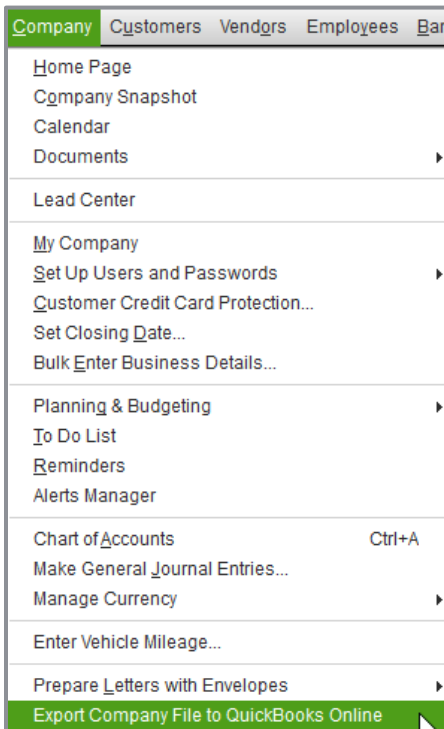 Company Customers Vendors Employees Ban
Home Page
Company Snapshot
Calendar
Documents
Lead Center
My Company
Set Up Users and Passwords
Customer Credit Card Protection...
Set Closing Date...
Bulk Enter Business Details...
Planning & Budgeting
To Do List
Reminders
Alerts Manager
Chart of Accounts Ctrl+A
Make General Journal Entries...
Manage Currency
Enter Vehicle Mileage...
Prepare Letters with Envelopes
Export Company File to QuickBooks Online